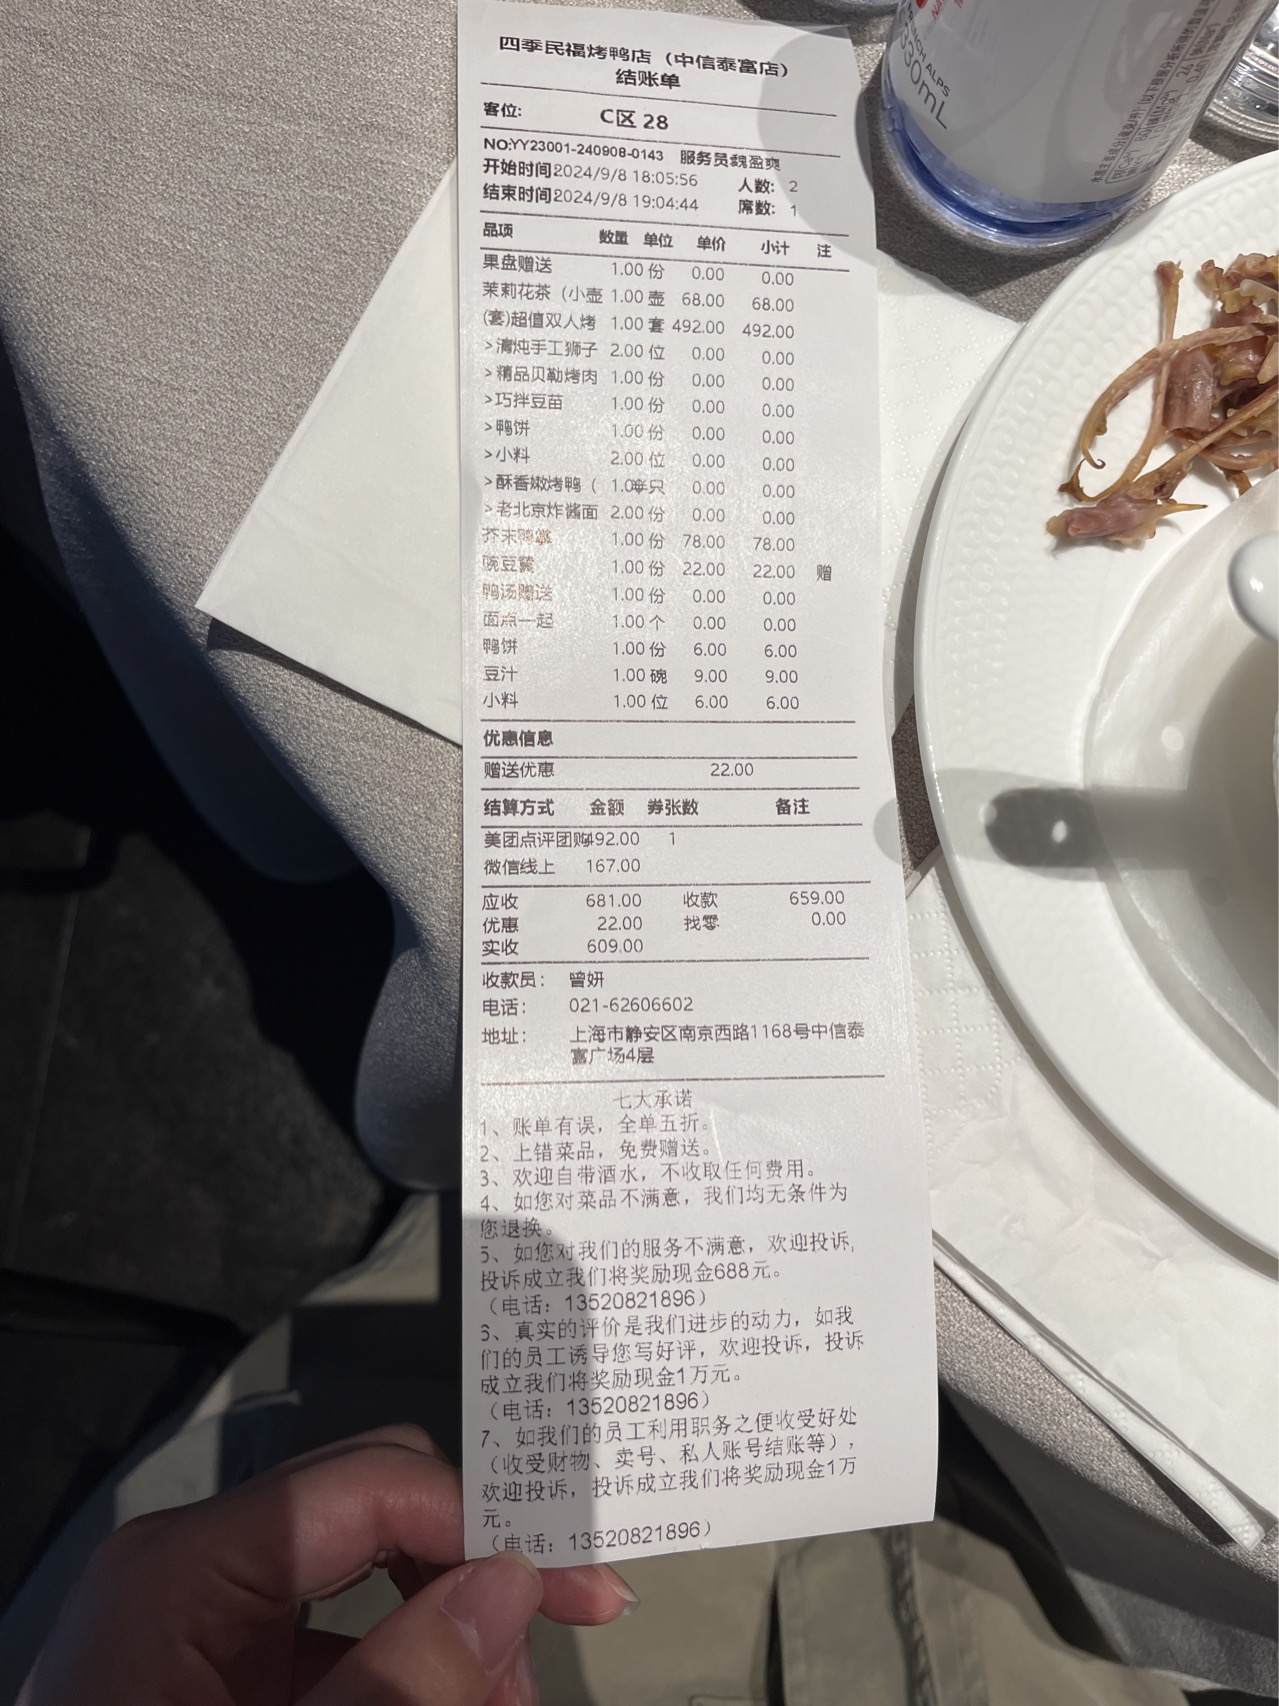 四季民福烤鸭店（中信泰富店）
结账单
客位: C区 28
NO:YY23001-240908-0143 服务员魏盈爽
开始时间2024/9/8 18:05:56 人数: 2
结束时间2024/9/8 19:04:44 席数: 1
品项 数量 单位 单价 小计 注
果盘赠送 1.00 份 0.00 0.00
茉莉花茶（小壶 1.00 壶 68.00 68.00
(套)超值双人烤 1.00 套 492.00 492.00
>清炖手工狮子 2.00 位 0.00 0.00
>精品贝勒烤肉 1.00 份 0.00 0.00
>巧拌豆苗 1.00 份 0.00 0.00
>鸭饼 1.00 份 0.00 0.00
>小料 2.00 位 0.00 0.00
>酥香嫩烤鸭（ 1.0半只 0.00 0.00
>老北京炸酱面 2.00 份 0.00 0.00
芥末鸭掌 1.00 份 78.00 78.00
豌豆黄 1.00 份 22.00 22.00 赠
鸭汤赠送 1.00 份 0.00 0.00
面点一起 1.00 个 0.00 0.00
鸭饼 1.00 份 6.00 6.00
豆汁 1.00 碗 9.00 9.00
小料 1.00 位 6.00 6.00
优惠信息
赠送优惠 22.00
结算方式 金额 券张数 备注
美团点评团购492.00 1
微信线上 167.00
应收 681.00 收款 659.00
优惠 22.00 找零 0.00
实收 609.00
收款员: 曾妍
电话: 021-62606602
地址: 上海市静安区南京西路1168号中信泰
富广场4层
七大承诺
1、账单有误，全单五折。
2、上错菜品，免费赠送。
3、欢迎自带酒水，不收取任何费用。
4、如您对菜品不满意，我们均无条件为
您退换。
5、如您对我们的服务不满意，欢迎投诉，
投诉成立我们将奖励现金688元。
（电话：13520821896）
6、真实的评价是我们进步的动力，如我
们的员工诱导您写好评，欢迎投诉，投诉
成立我们将奖励现金1万元。
（电话：13520821896）
7、如我们的员工利用职务之便收受好处
（收受财物、卖号、私人账号结账等），
欢迎投诉，投诉成立我们将奖励现金1万
元。
（电话：13520821896）
FRENCH ALPS
330mL